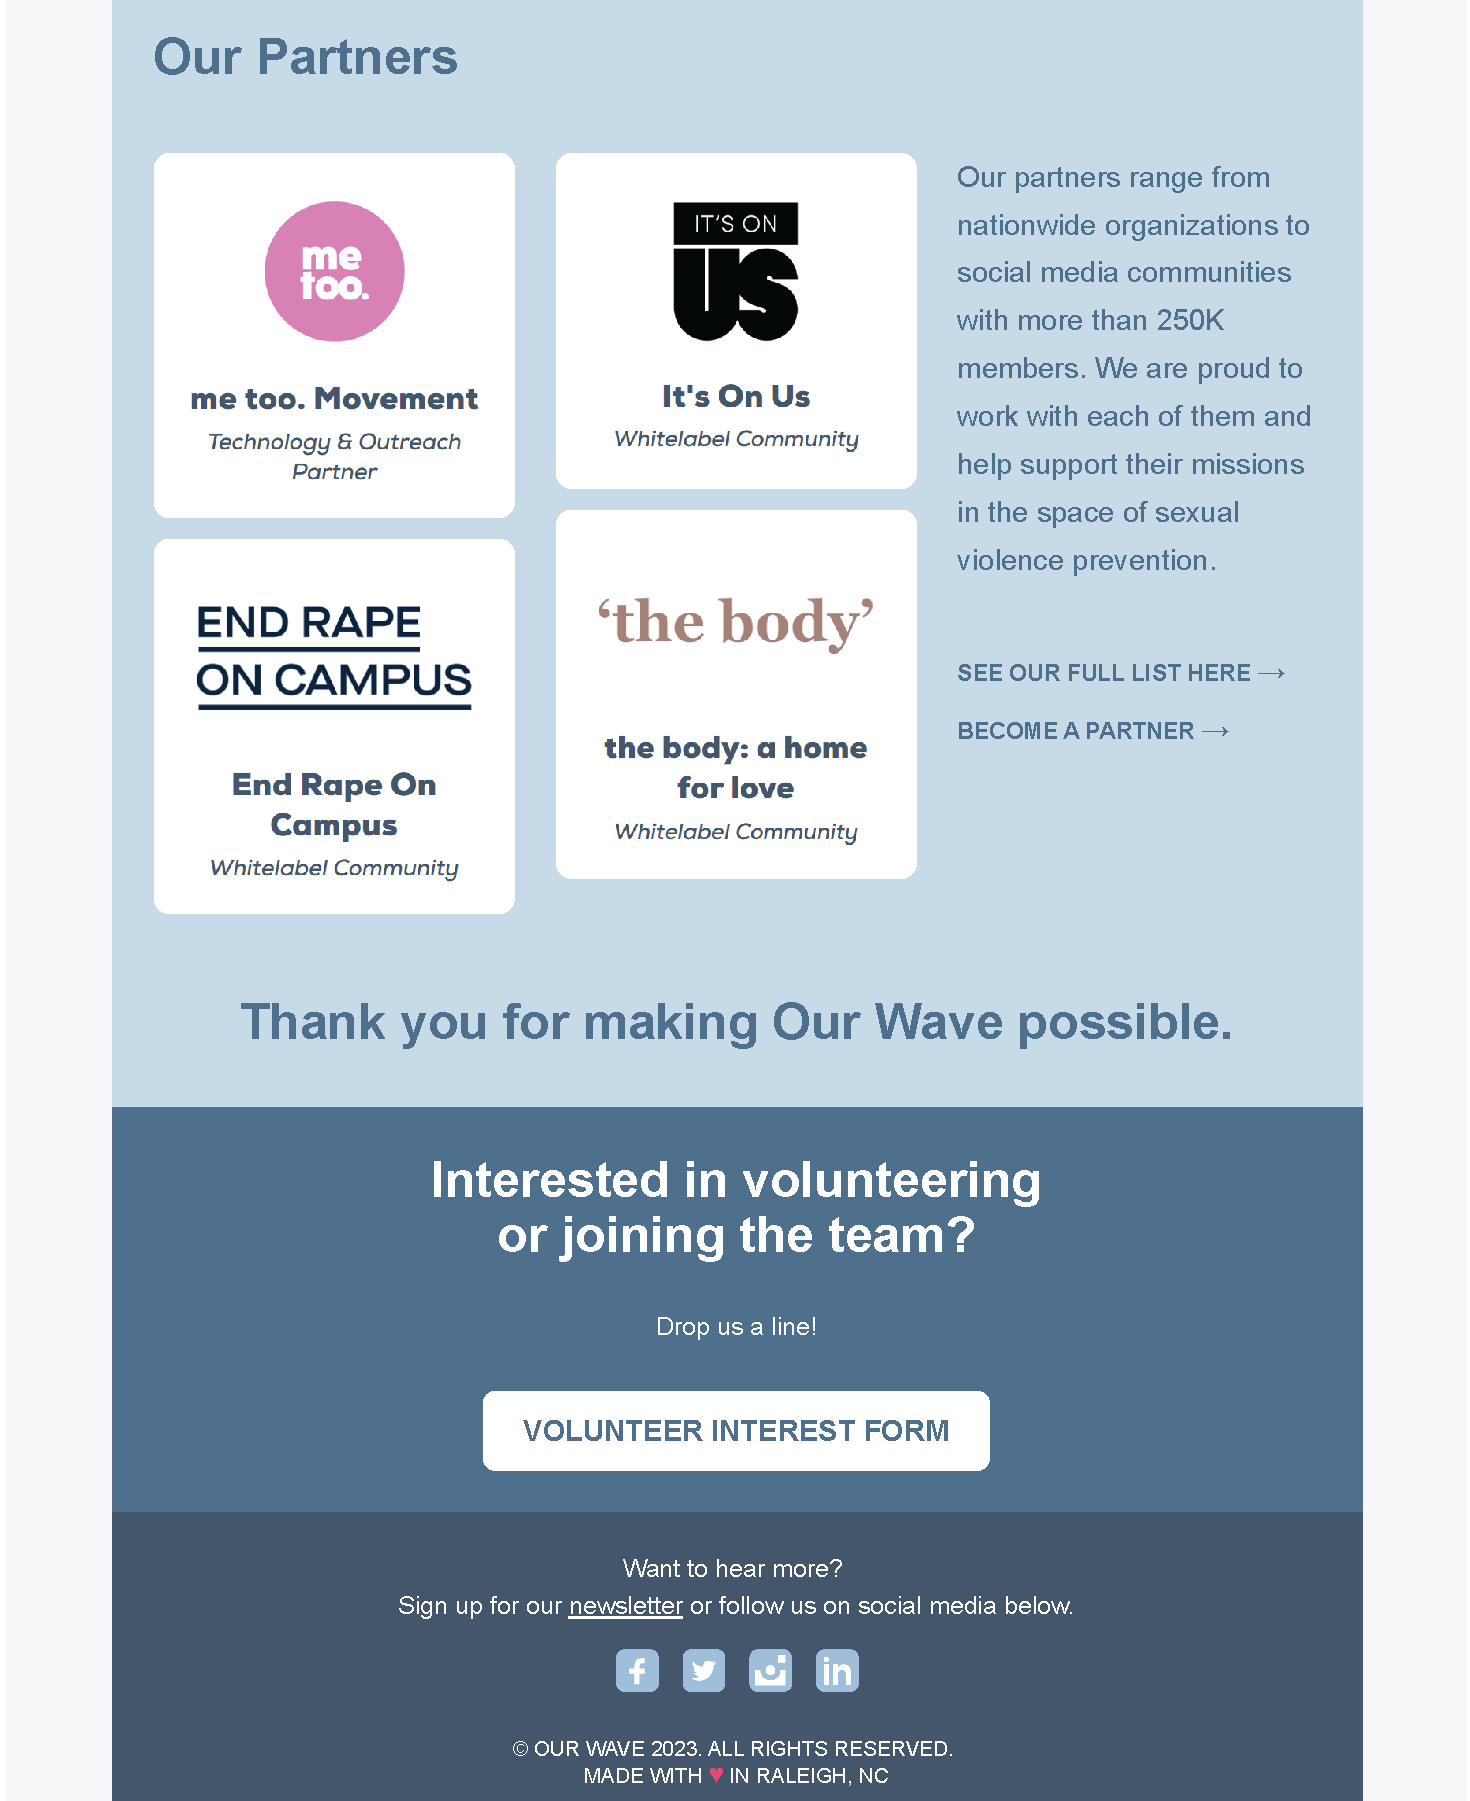 Our Partners
me
too.
me too. Movement
Technology & Outreach
Partner
IT'S ON
US
It's On Us
Whitelabel Community
END RAPE
ON CAMPUS
End Rape On
Campus
Whitelabel Community
‘the body’
the body: a home
for love
Whitelabel Community
Our partners range from
nationwide organizations to
social media communities
with more than 250K
members. We are proud to
work with each of them and
help support their missions
in the space of sexual
violence prevention.
SEE OUR FULL LIST HERE →
BECOME A PARTNER →
Thank you for making Our Wave possible.
Interested in volunteering
or joining the team?
Drop us a line!
VOLUNTEER INTEREST FORM
Want to hear more?
Sign up for our newsletter or follow us on social media below.
f
in
© OUR WAVE 2023. ALL RIGHTS RESERVED.
MADE WITH ♥ IN RALEIGH, NC